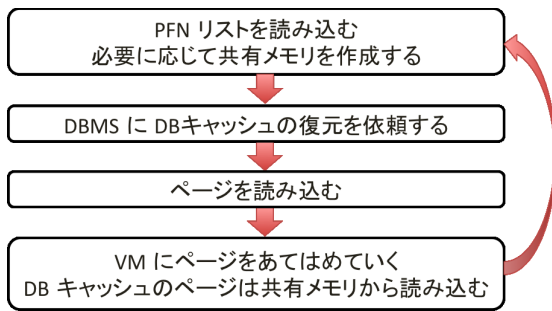 PFN リストを読み込む
必要に応じて共有メモリを作成する
DBMS に DBキャッシュの復元を依頼する
ページを読み込む
VM にページをあてはめていく
DB キャッシュのページは共有メモリから読み込む